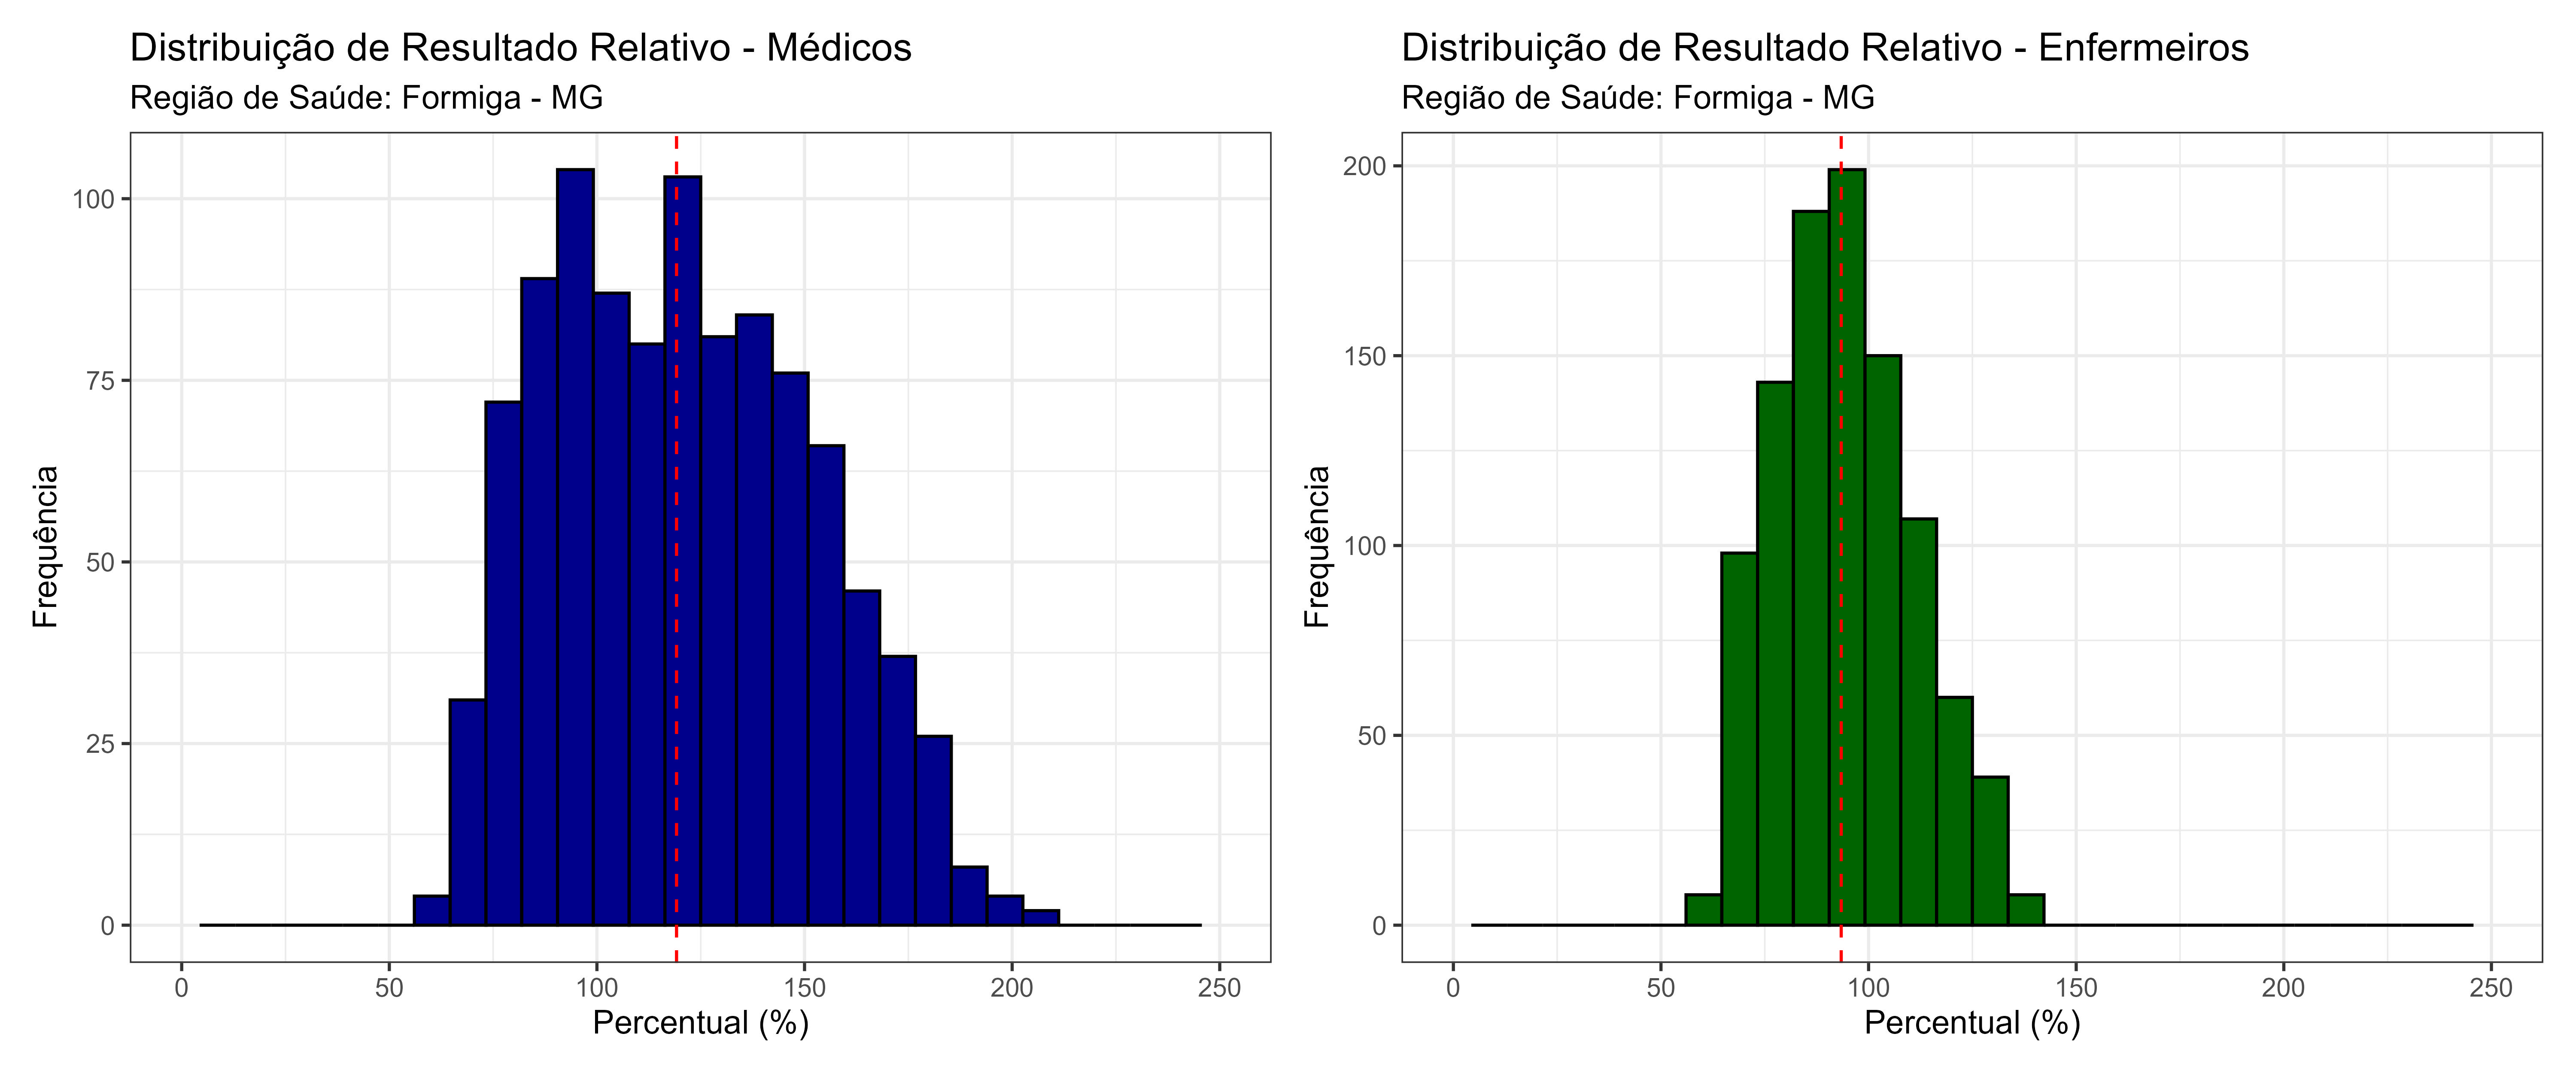 Distribuição de Resultado Relativo - Médicos
Região de Saúde: Formiga - MG
Frequência
100
75
50
25
0
0 50 100 150 200 250
Percentual (%)
Distribuição de Resultado Relativo - Enfermeiros
Região de Saúde: Formiga - MG
Frequência
200
150
100
50
0
0 50 100 150 200 250
Percentual (%)